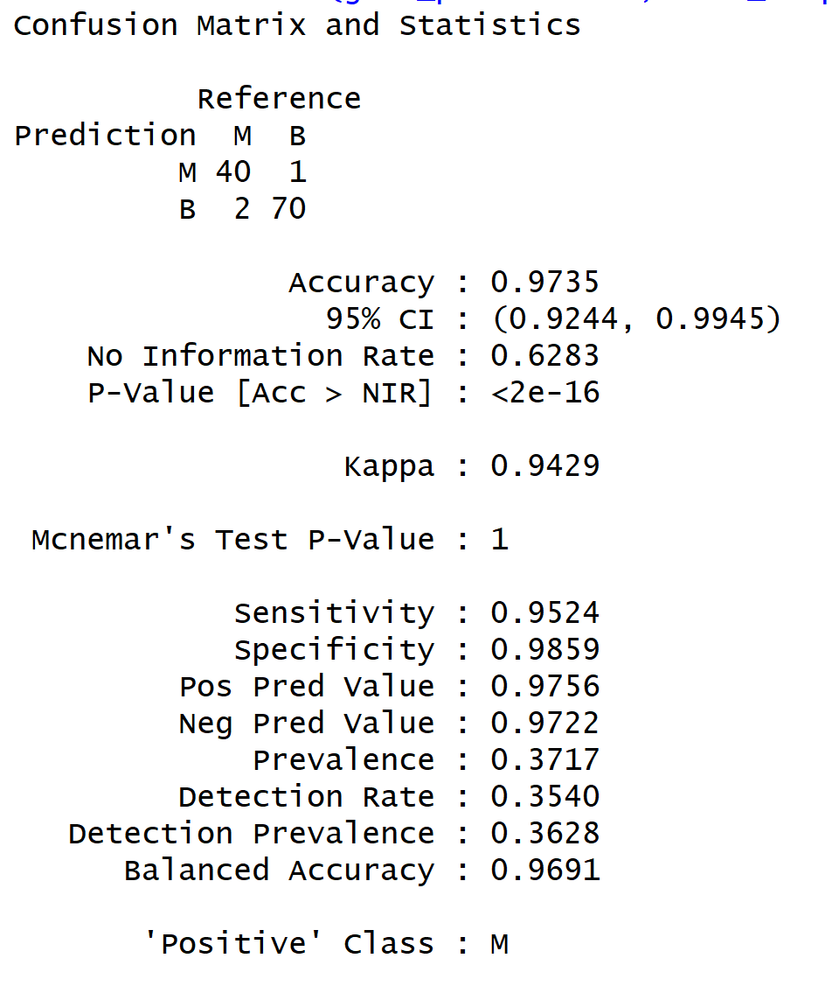 Confusion Matrix and Statistics
Reference
Prediction M B
M 40 1
B 2 70
Accuracy : 0.9735
95% CI : (0.9244, 0.9945)
No Information Rate : 0.6283
P-Value [Acc > NIR] : <2e-16
Kappa : 0.9429
Mcnemar's Test P-Value : 1
Sensitivity : 0.9524
Specificity : 0.9859
Pos Pred Value : 0.9756
Neg Pred Value : 0.9722
Prevalence : 0.3717
Detection Rate : 0.3540
Detection Prevalence : 0.3628
Balanced Accuracy : 0.9691
'Positive' Class : M